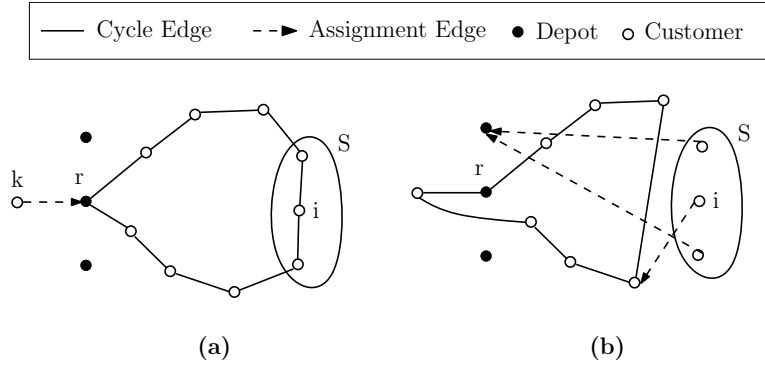 Cycle Edge Assignment Edge Depot Customer
S S
k r r
i i
(a) (b)